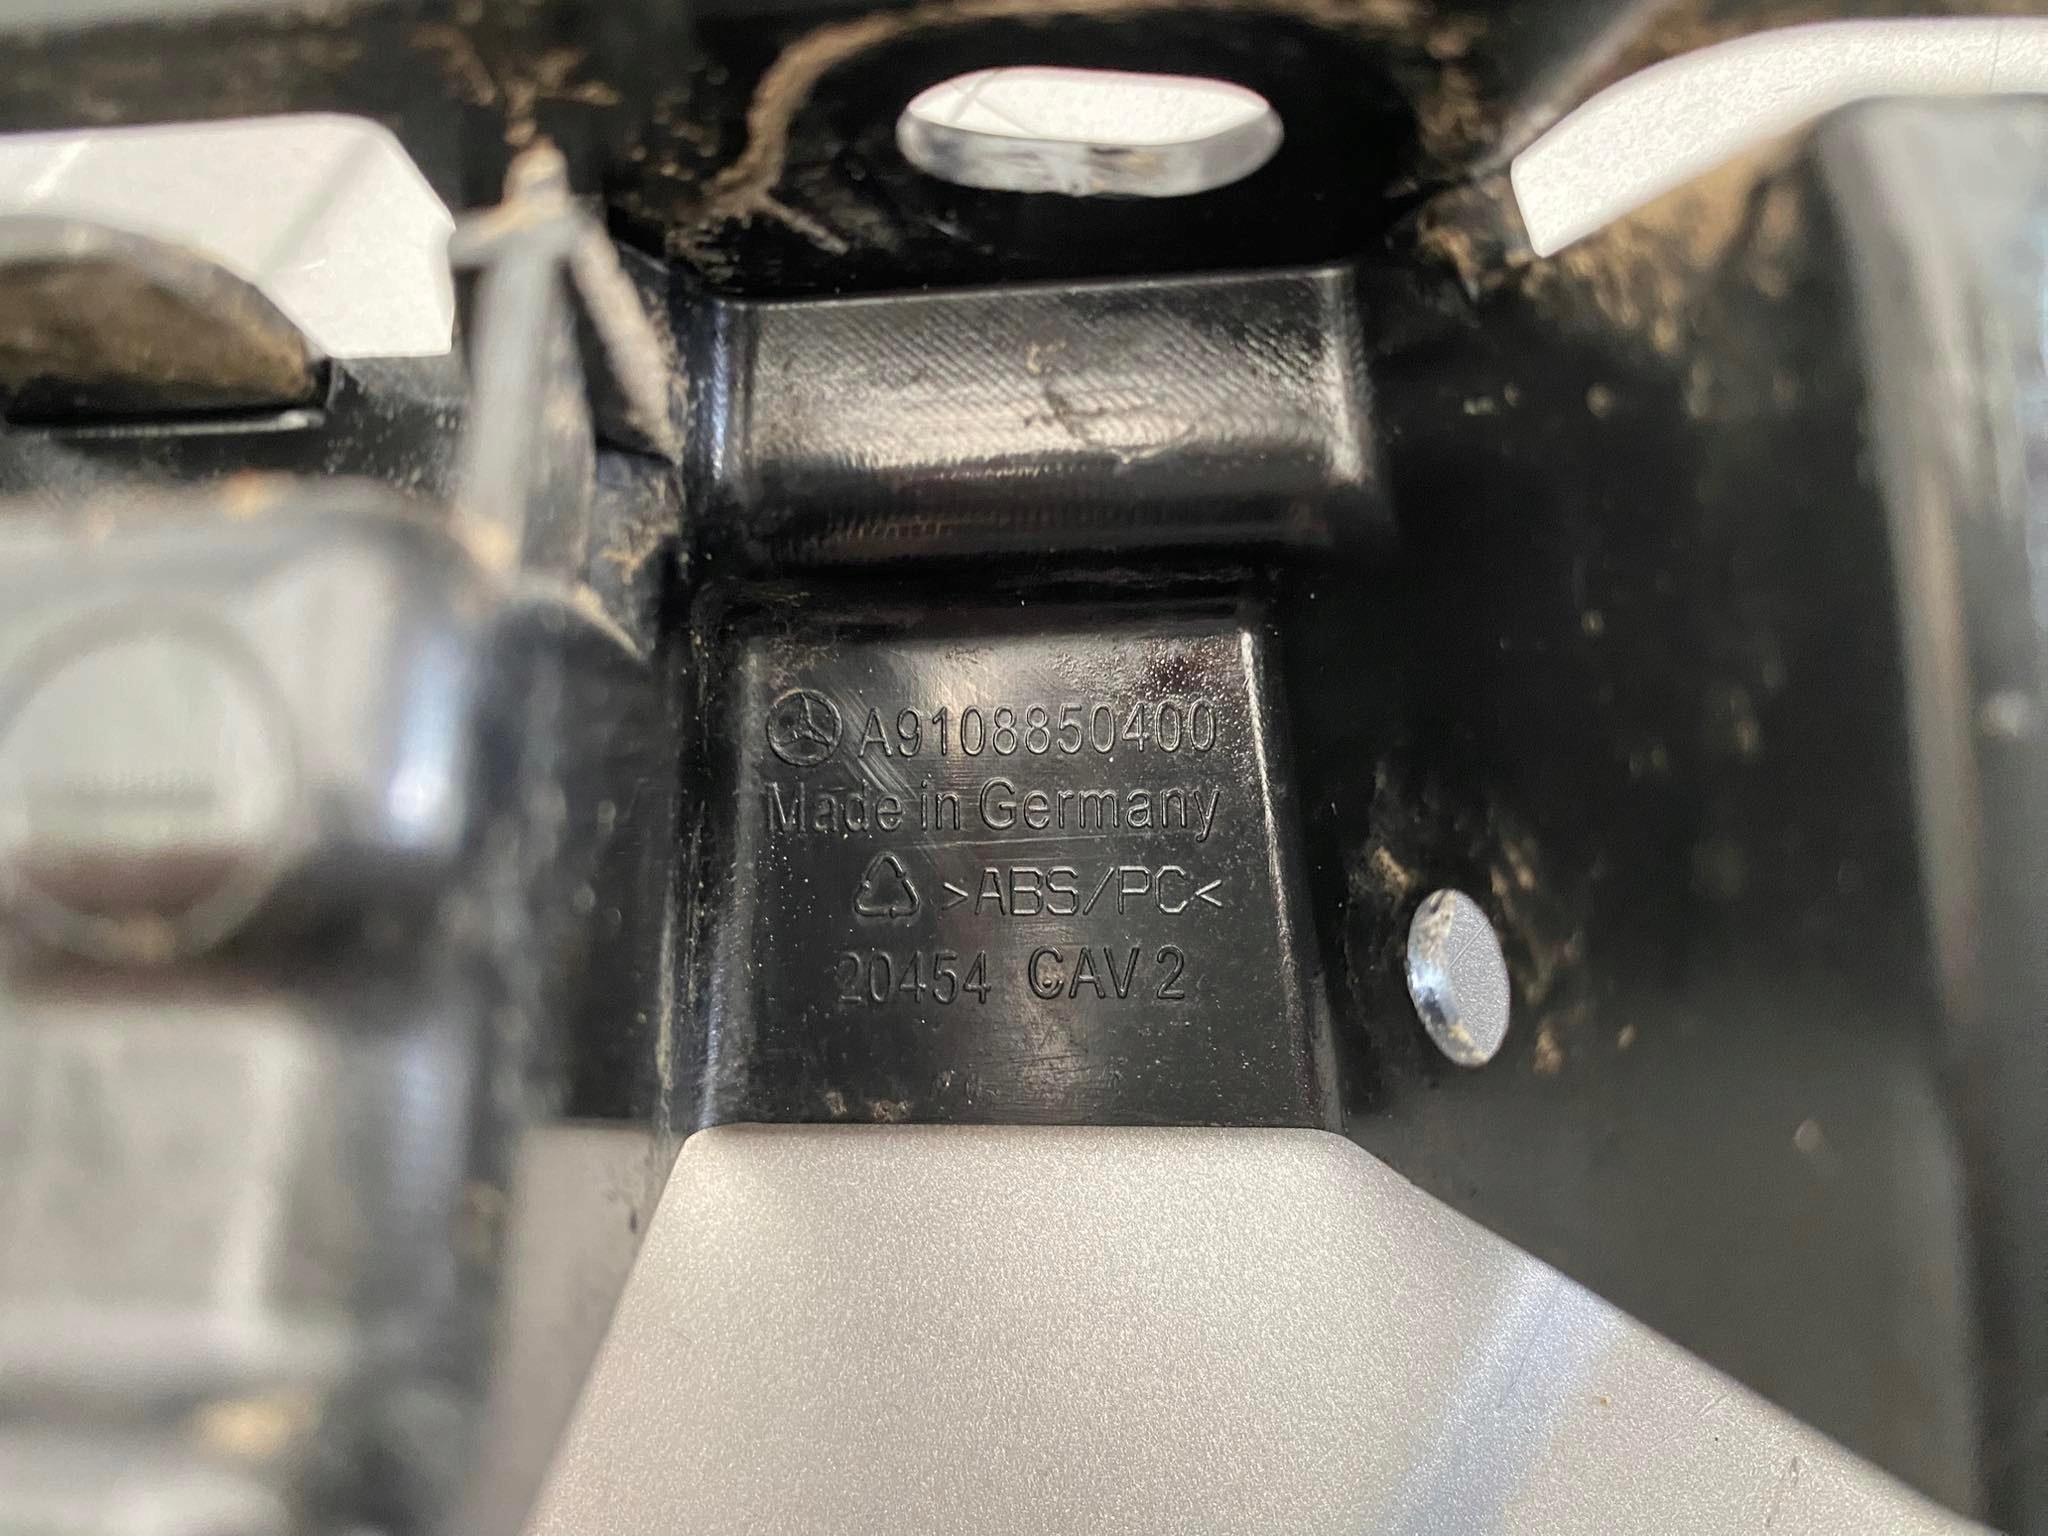 A9108850400
Made in Germany
>ABS/PC<
20454 CAV 2